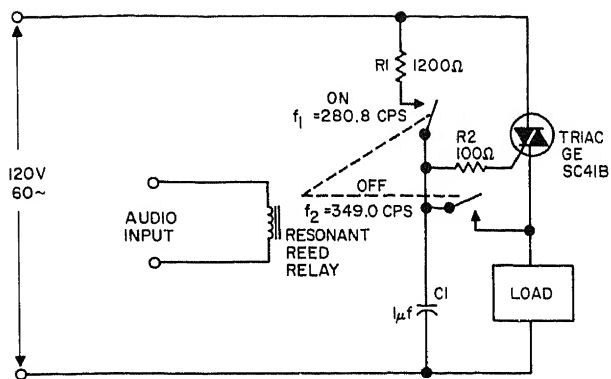 R1
1200Ω
ON
f₁ =280.8 CPS
R2
100Ω
TRIAC
GE
SC41B
120V
60~
OFF
f₂ =349.0 CPS
AUDIO
INPUT
RESONANT
REED
RELAY
C1
1μf
LOAD